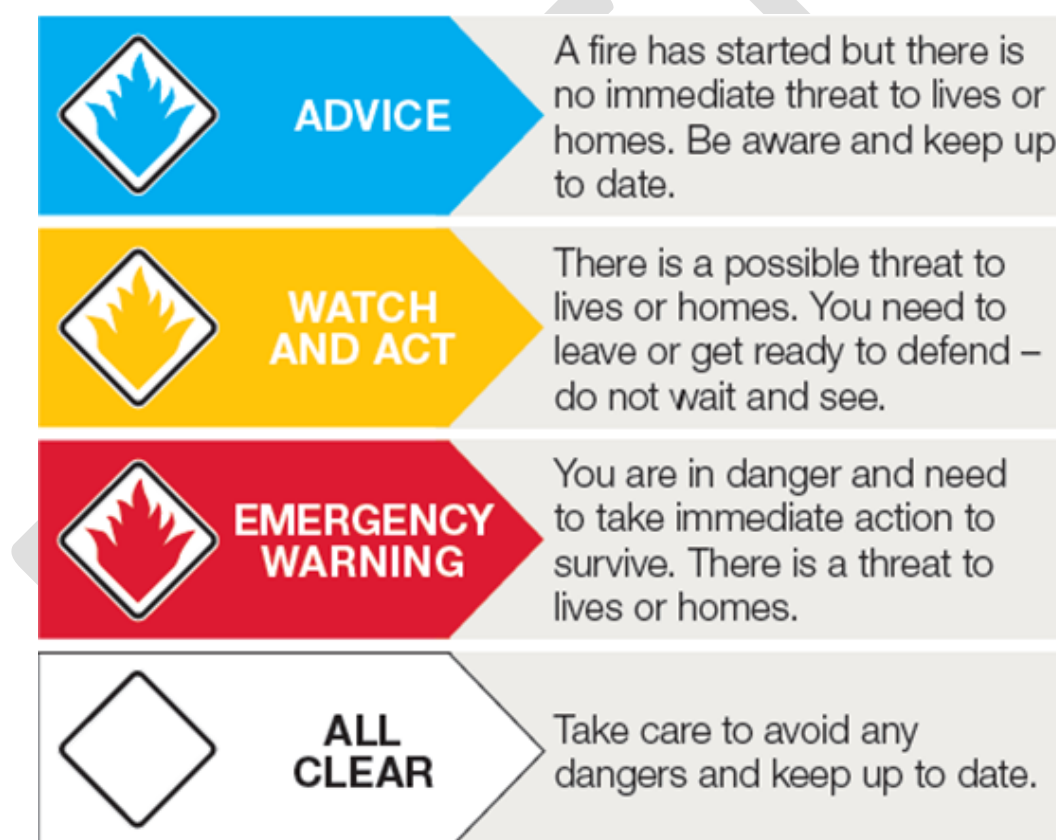 ADVICE
A fire has started but there is
no immediate threat to lives or
homes. Be aware and keep up
to date.
WATCH
AND ACT
There is a possible threat to
lives or homes. You need to
leave or get ready to defend –
do not wait and see.
EMERGENCY
WARNING
You are in danger and need
to take immediate action to
survive. There is a threat to
lives or homes.
ALL
CLEAR
Take care to avoid any
dangers and keep up to date.